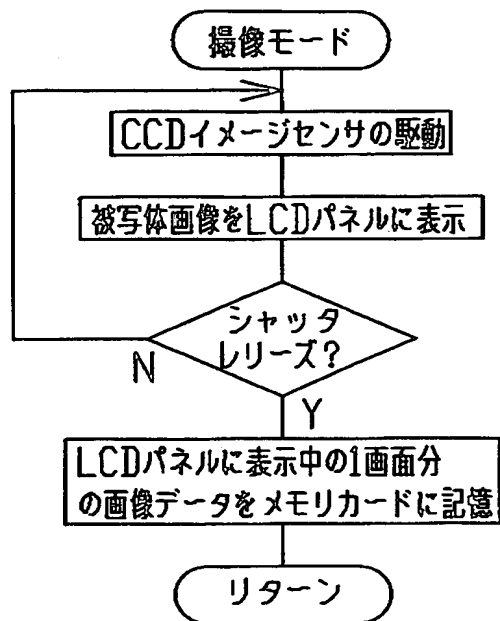 撮像モード
CCDイメージセンサの駆動
被写体画像をLCDパネルに表示
シャッタ
レリーズ?
N
Y
LCDパネルに表示中の1画面分
の画像データをメモリカードに記憶
リターン